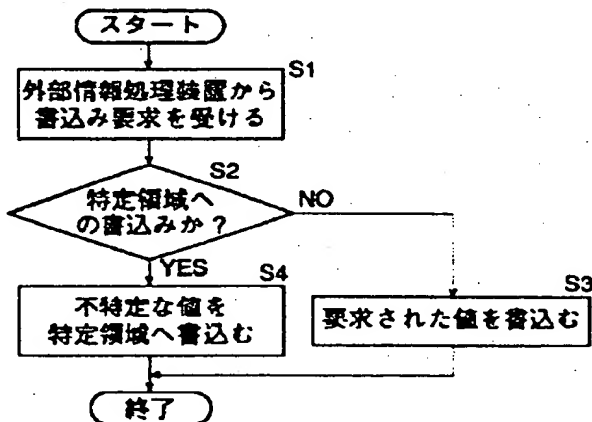 スタート
S1
外部情報処理装置から
書込み要求を受ける
S2
特定領域へ
の書込みか？
NO
YES
S4
不特定な値を
特定領域へ書込む
S3
要求された値を書込む
終了